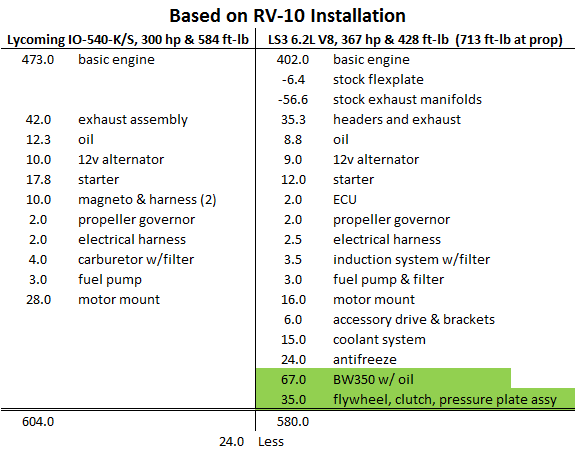 Based on RV-10 Installation
Lycoming IO-540-K/S, 300 hp & 584 ft-lb LS3 6.2L V8, 367 hp & 428 ft-lb (713 ft-lb at prop)
473.0 basic engine 402.0 basic engine
-6.4 stock flexplate
-56.6 stock exhaust manifolds
42.0 exhaust assembly 35.3 headers and exhaust
12.3 oil 8.8 oil
10.0 12v alternator 9.0 12v alternator
17.8 starter 12.0 starter
10.0 magneto & harness (2) 2.0 ECU
2.0 propeller governor 2.0 propeller governor
2.0 electrical harness 2.5 electrical harness
4.0 carburetor w/filter 3.5 induction system w/filter
3.0 fuel pump 3.0 fuel pump & filter
28.0 motor mount 16.0 motor mount
6.0 accessory drive & brackets
15.0 coolant system
24.0 antifreeze
67.0 BW350 w/ oil
35.0 flywheel, clutch, pressure plate assy
604.0 580.0
24.0 Less